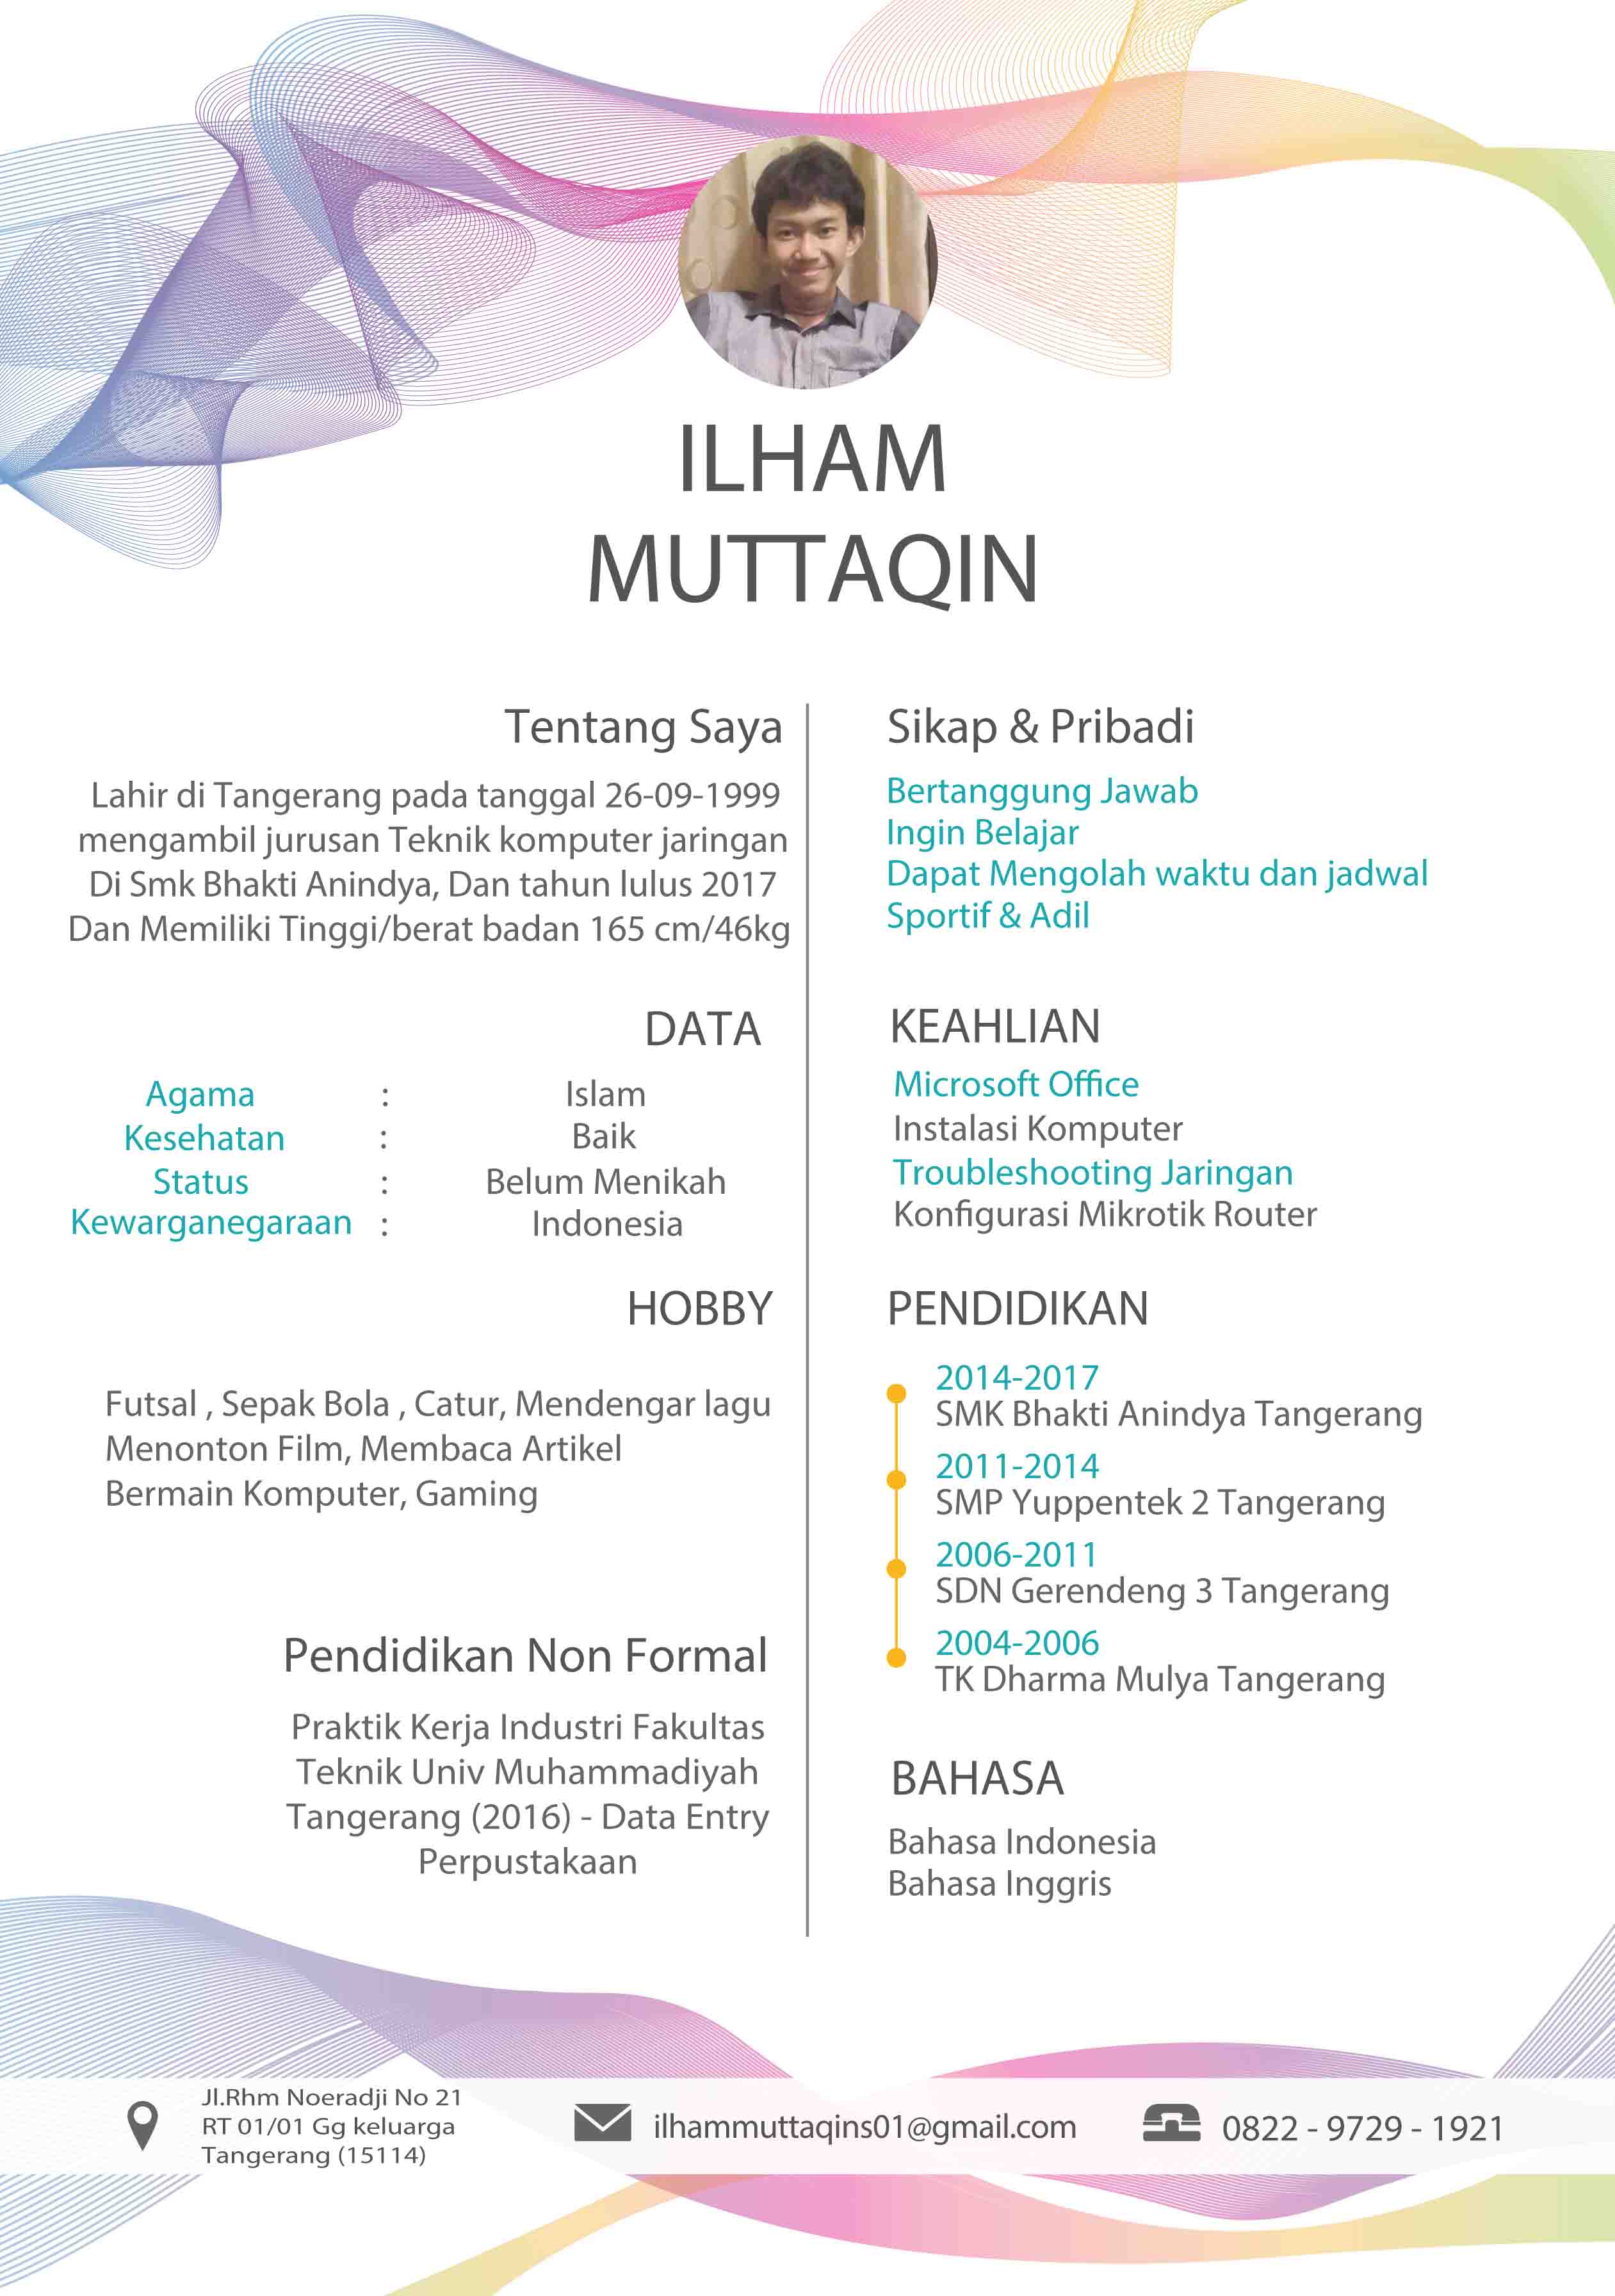 ILHAM
MUTTAQIN
Tentang Saya
Lahir di Tangerang pada tanggal 26-09-1999
mengambil jurusan Teknik komputer jaringan
Di Smk Bhakti Anindya, Dan tahun lulus 2017
Dan Memiliki Tinggi/berat badan 165 cm/46kg
DATA
Agama : Islam
Kesehatan : Baik
Status : Belum Menikah
Kewarganegaraan : Indonesia
HOBBY
Futsal , Sepak Bola , Catur, Mendengar lagu
Menonton Film, Membaca Artikel
Bermain Komputer, Gaming
Pendidikan Non Formal
Praktik Kerja Industri Fakultas
Teknik Univ Muhammadiyah
Tangerang (2016) - Data Entry
Perpustakaan
Sikap & Pribadi
Bertanggung Jawab
Ingin Belajar
Dapat Mengolah waktu dan jadwal
Sportif & Adil
KEAHLIAN
Microsoft Office
Instalasi Komputer
Troubleshooting Jaringan
Konfigurasi Mikrotik Router
PENDIDIKAN
2014-2017
SMK Bhakti Anindya Tangerang
2011-2014
SMP Yuppentek 2 Tangerang
2006-2011
SDN Gerendeng 3 Tangerang
2004-2006
TK Dharma Mulya Tangerang
BAHASA
Bahasa Indonesia
Bahasa Inggris
Jl.Rhm Noeradji No 21
RT 01/01 Gg keluarga
Tangerang (15114)
ilhammuttaqins01@gmail.com
0822 - 9729 - 1921